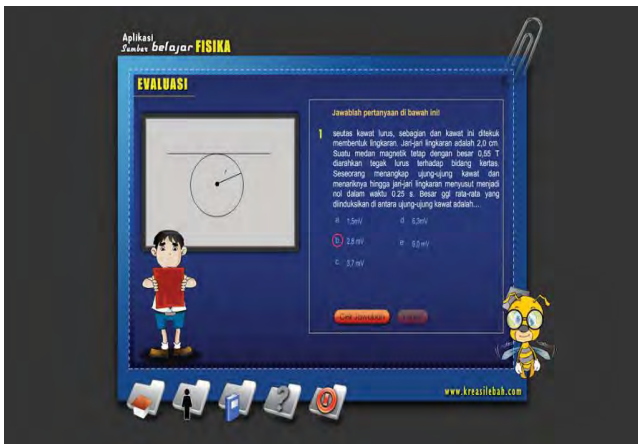 Aplikasi
Sumber belajar FISIKA
EVALUASI
Jawablah pertanyaan di bawah ini!
1 seutas kawat lurus, sebagian dan kawat ini ditekuk
membentuk lingkaran. Jari-jari lingkaran adalah 2,0 cm.
Suatu medan magnetik tetap dengan besar 0,55 T
diarahkan tegak lurus terhadap bidang kertas.
Seseorang menangkap ujung-ujung kawat dan
menariknya hingga jari-jari lingkaran menyusut menjadi
nol dalam waktu 0.25 s. Besar ggl rata-rata yang
diinduksikan di antara ujung-ujung kawat adalah....
a. 1,5mV d. 6,3mV
b. 2,8 mV e. 9,0 mV
c. 3,7 mV
r
Cek Jawaban
www.kreasilebah.com